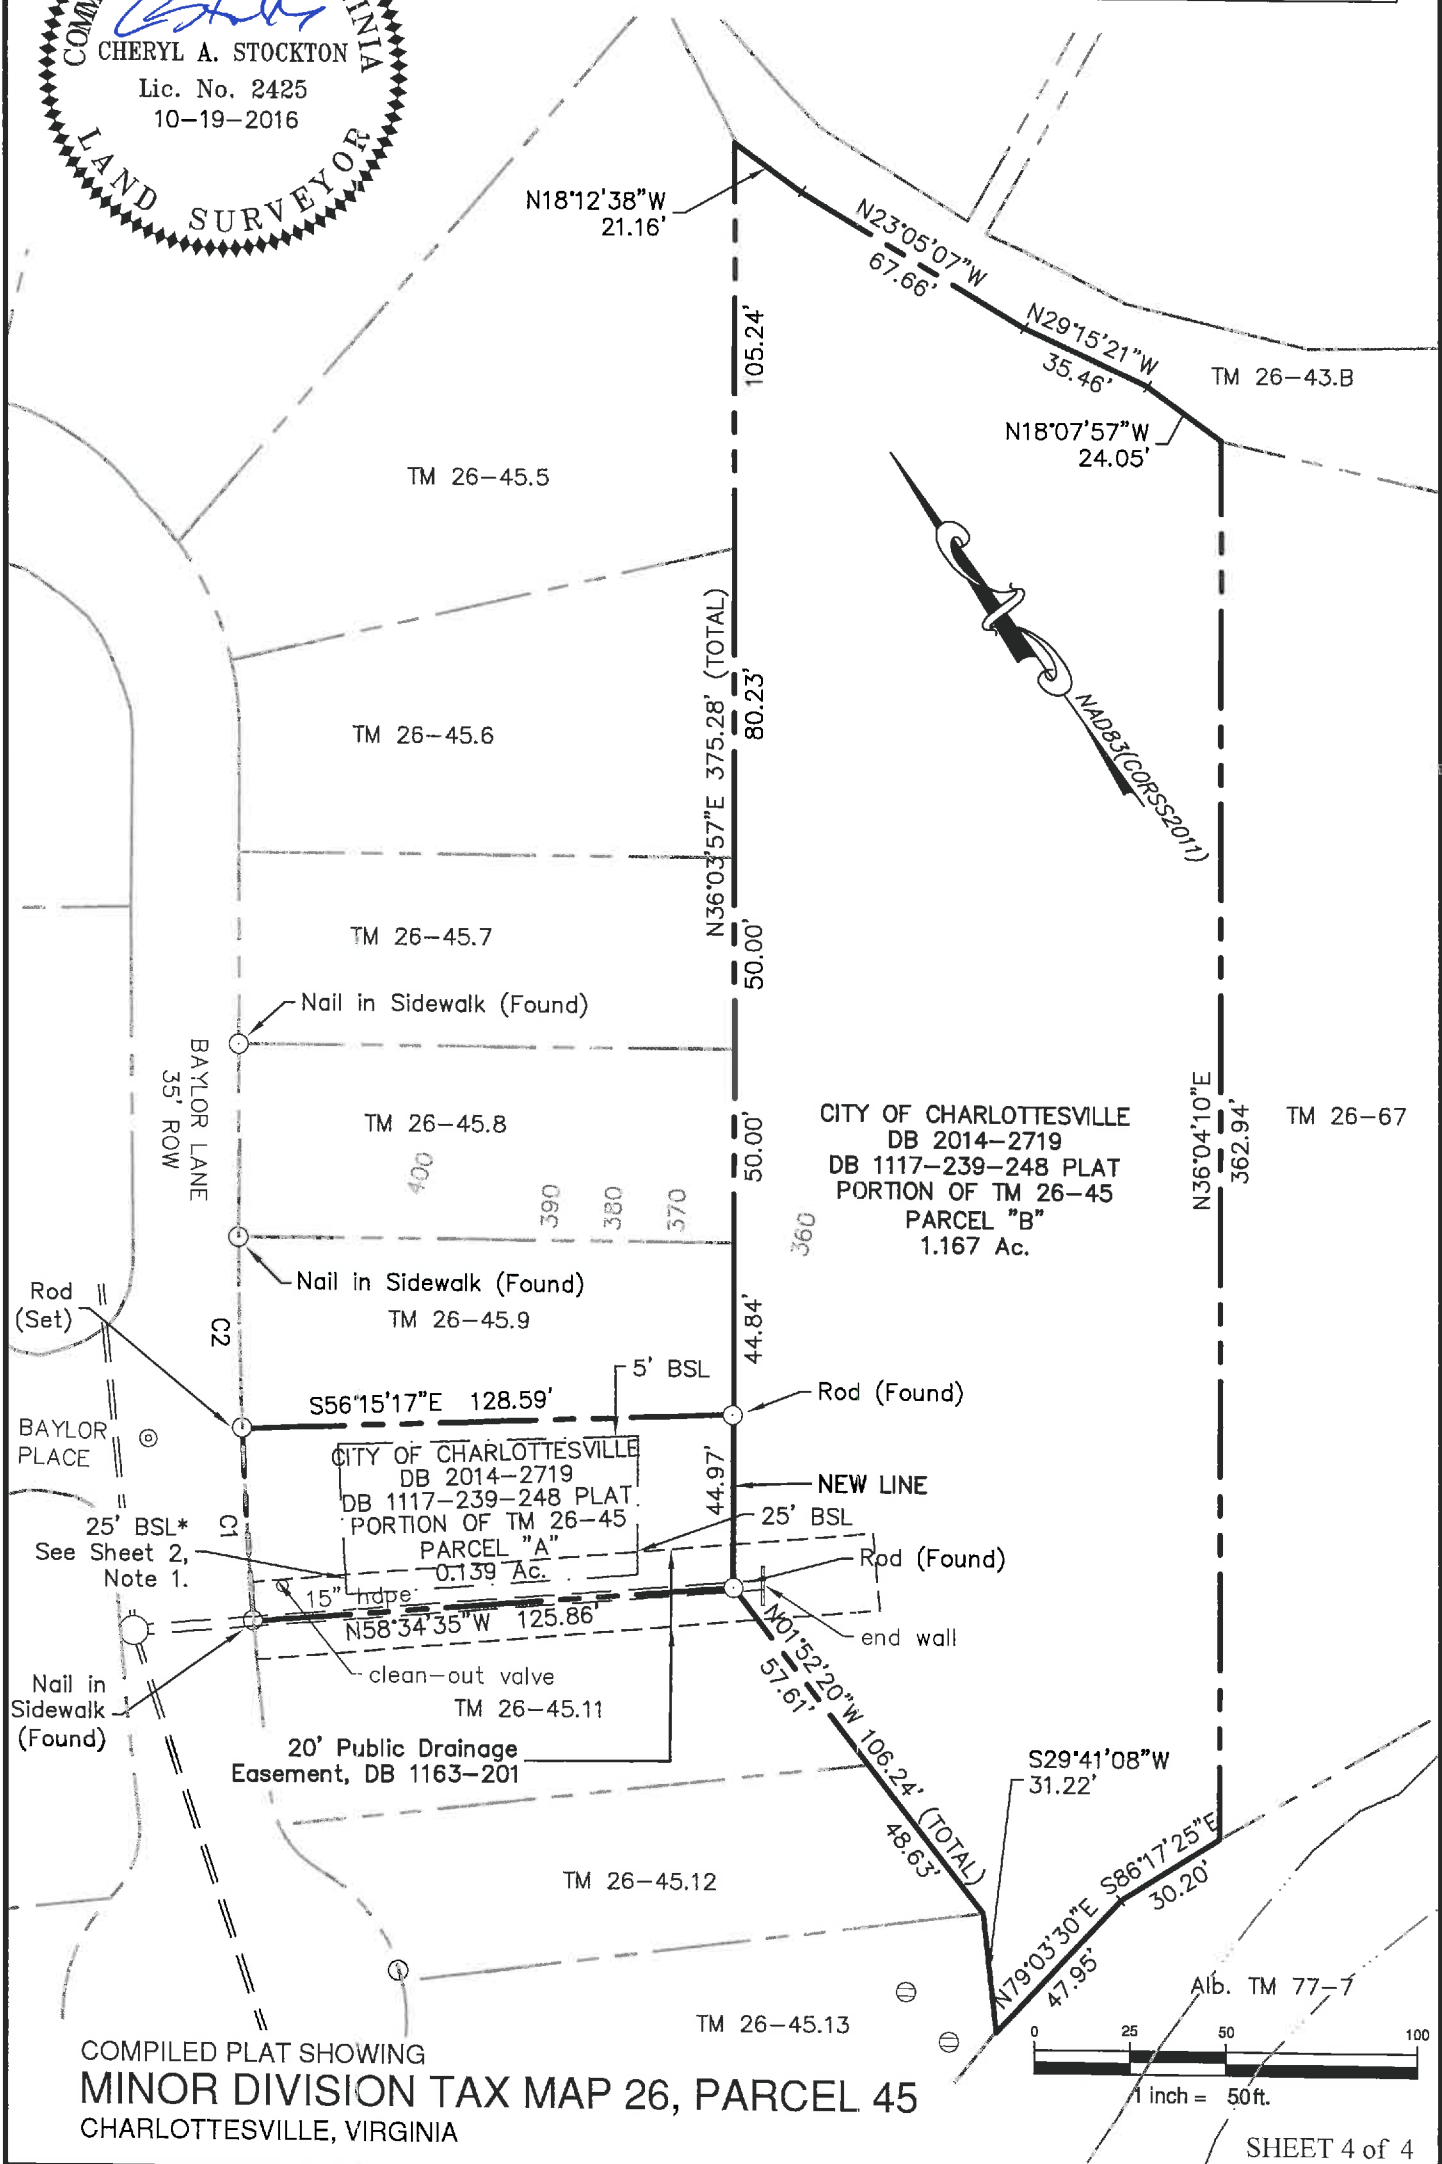 COMM
INIA
CHERYL A. STOCKTON
Lic. No. 2425
10-19-2016
LAND SURVEYOR
N18°12'38"W
21.16'
N23°05'07"W
67.66'
N29°15'21"W
35.46'
TM 26-43.B
N18°07'57"W
24.05'
105.24'
TM 26-45.5
N36°03'57"E 375.28' (TOTAL)
80.23'
TM 26-45.6
NAD83(CORSS2011)
TM 26-45.7
50.00'
Nail in Sidewalk (Found)
BAYLOR LANE
35' ROW
TM 26-45.8
50.00'
400
390
380
370
360
CITY OF CHARLOTTESVILLE
DB 2014-2719
DB 1117-239-248 PLAT
PORTION OF TM 26-45
PARCEL "B"
1.167 Ac.
N36°04'10"E
362.94'
TM 26-67
Nail in Sidewalk (Found)
TM 26-45.9
Rod
(Set)
C2
44.84'
5' BSL
S56°15'17"E 128.59'
Rod (Found)
BAYLOR
PLACE
CITY OF CHARLOTTESVILLE
DB 2014-2719
DB 1117-239-248 PLAT
PORTION OF TM 26-45
PARCEL "A"
0.139 Ac.
44.97'
NEW LINE
25' BSL
C1
25' BSL*
See Sheet 2,
Note 1.
Rod (Found)
15" hdpe
N58°34'35"W 125.86'
end wall
clean-out valve
Nail in
Sidewalk
(Found)
TM 26-45.11
20' Public Drainage
Easement, DB 1163-201
N01°52'20"W 106.24' (TOTAL)
57.61'
48.63'
S29°41'08"W
31.22'
S86°17'25"E
30.20'
N79°03'30"E
47.95'
TM 26-45.12
TM 26-45.13
Alb. TM 77-7
0 25 50 100
1 inch = 50ft.
COMPILED PLAT SHOWING
MINOR DIVISION TAX MAP 26, PARCEL 45
CHARLOTTESVILLE, VIRGINIA
SHEET 4 of 4